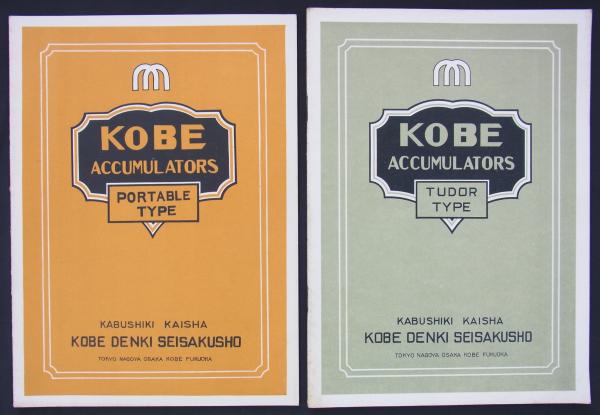 KOBE
ACCUMULATORS
PORTABLE
TYPE
KABUSHIKI KAISHA
KOBE DENKI SEISAKUSHO
TOKYO NAGOYA OSAKA KOBE FUKUOKA
KOBE
ACCUMULATORS
TUDOR
TYPE
KABUSHIKI KAISHA
KOBE DENKI SEISAKUSHO
TOKYO NAGOYA OSAKA KOBE FUKUOKA